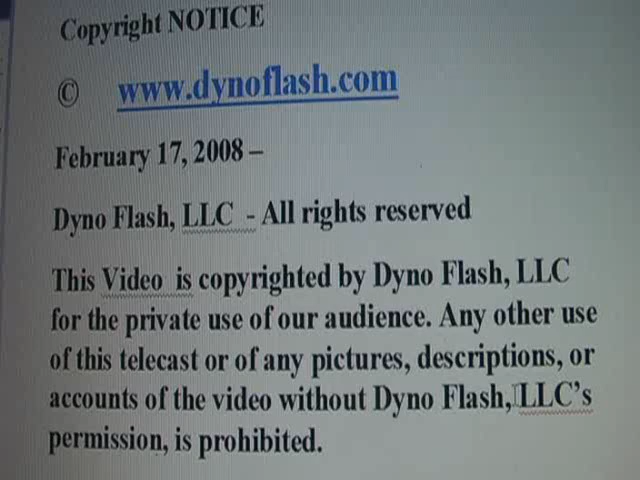 Copyright NOTICE
© www.dynoflash.com
February 17, 2008 –
Dyno Flash, LLC - All rights reserved
This Video is copyrighted by Dyno Flash, LLC
for the private use of our audience. Any other use
of this telecast or of any pictures, descriptions, or
accounts of the video without Dyno Flash, LLC's
permission, is prohibited.